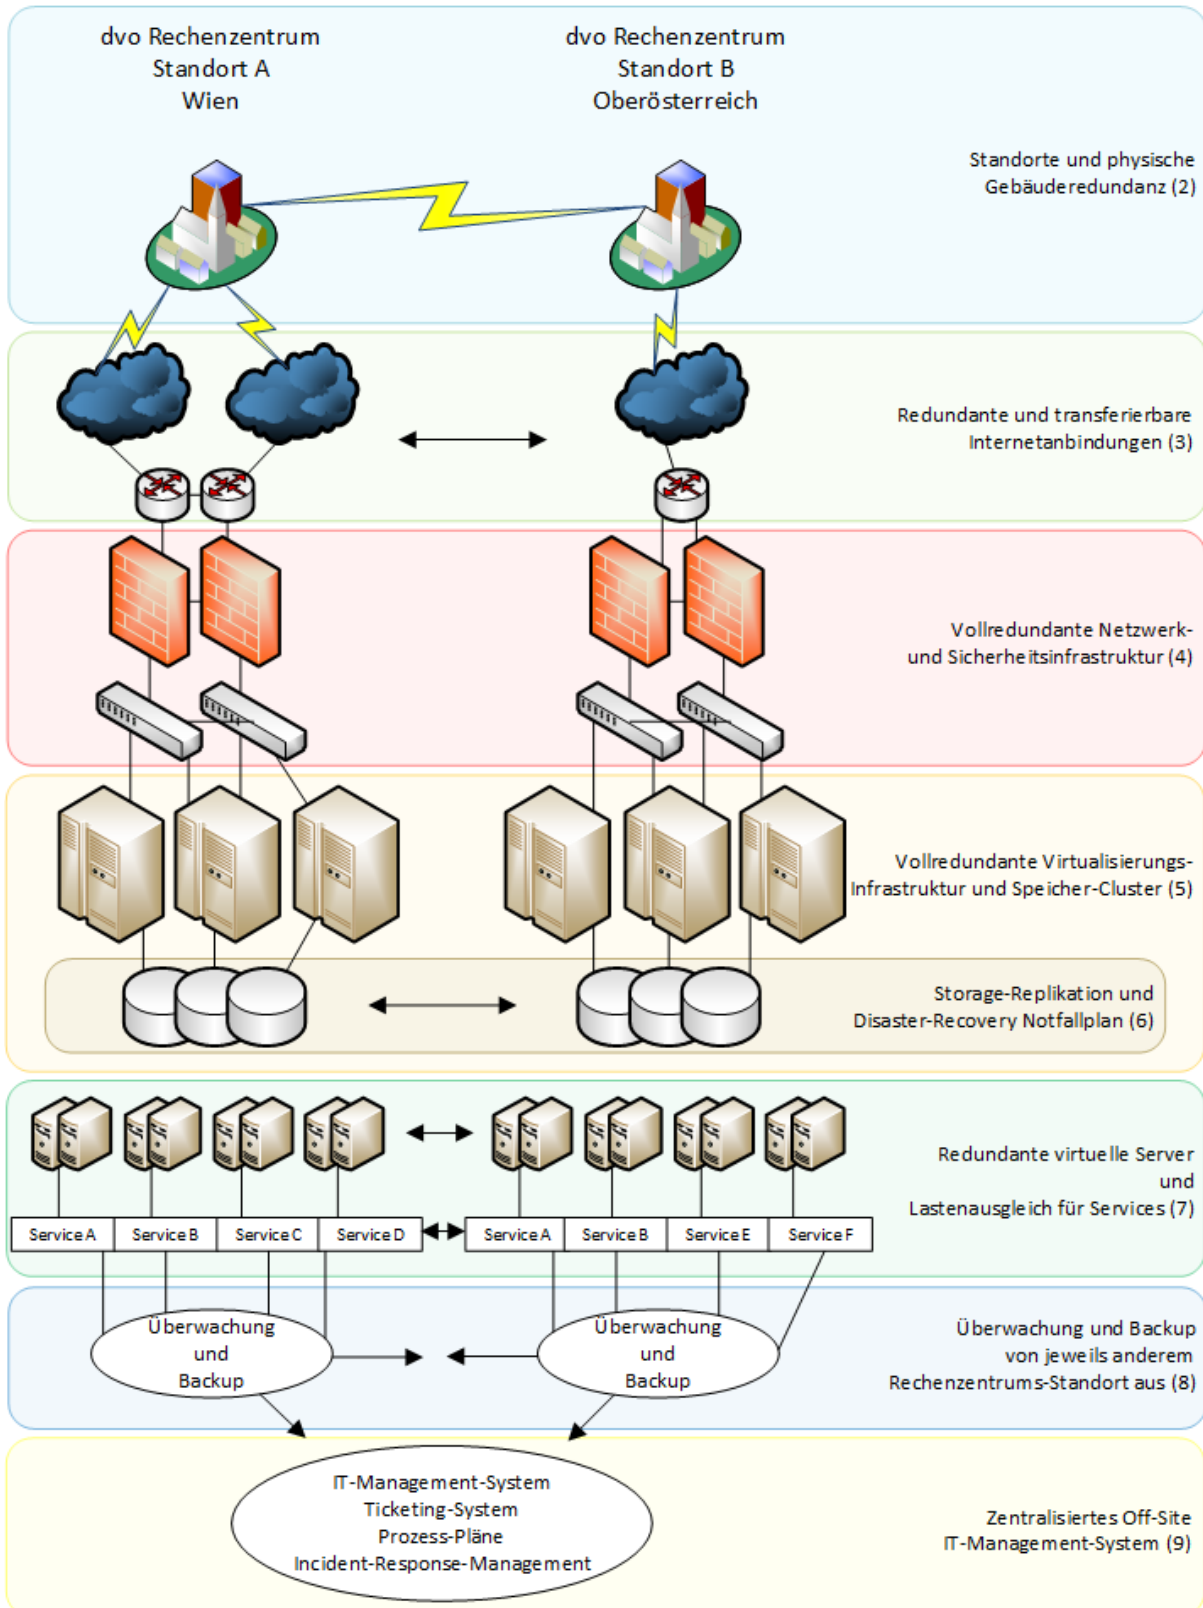 dvo Rechenzentrum
Standort A
Wien
dvo Rechenzentrum
Standort B
Oberösterreich
Standorte und physische
Gebäuderedundanz (2)
Redundante und transferierbare
Internetanbindungen (3)
Vollredundante Netzwerk-
und Sicherheitsinfrastruktur (4)
Vollredundante Virtualisierungs-
Infrastruktur und Speicher-Cluster (5)
Storage-Replikation und
Disaster-Recovery Notfallplan (6)
Redundante virtuelle Server
und
Lastenausgleich für Services (7)
Service A
Service B
Service C
Service D
Service A
Service B
Service E
Service F
Überwachung
und
Backup
Überwachung
und
Backup
Überwachung und Backup
von jeweils anderem
Rechenzentrums-Standort aus (8)
IT-Management-System
Ticketing-System
Prozess-Pläne
Incident-Response-Management
Zentralisiertes Off-Site
IT-Management-System (9)